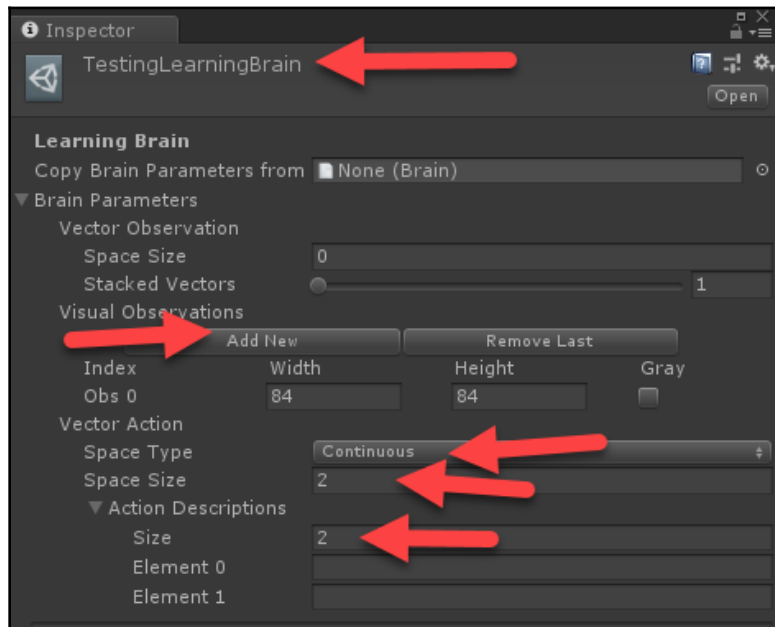 Inspector
TestingLearningBrain
Open
Learning Brain
Copy Brain Parameters from None (Brain)
Brain Parameters
Vector Observation
Space Size 0
Stacked Vectors 1
Visual Observations
Add New Remove Last
Index Width Height Gray
Obs 0 84 84
Vector Action
Space Type Continuous
Space Size 2
Action Descriptions
Size 2
Element 0
Element 1